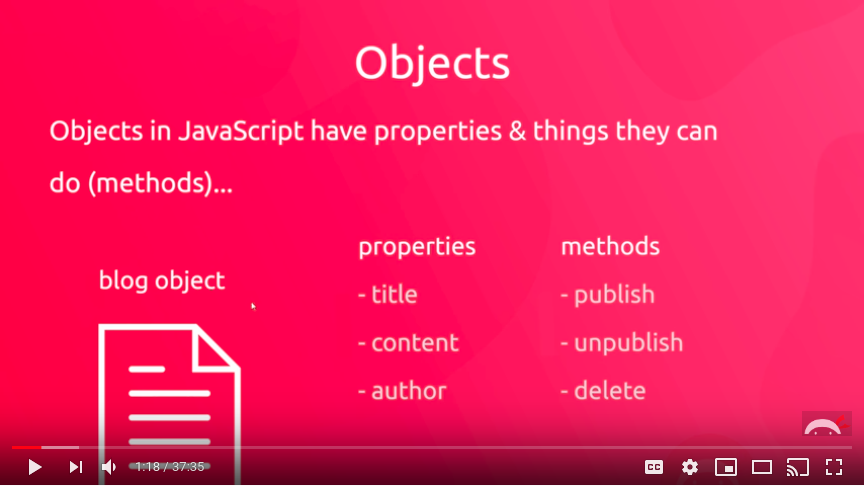 Objects
Objects in JavaScript have properties & things they can
do (methods)...
blog object
properties
- title
- content
- author
methods
- publish
- unpublish
- delete
1:18 / 37:35
CC